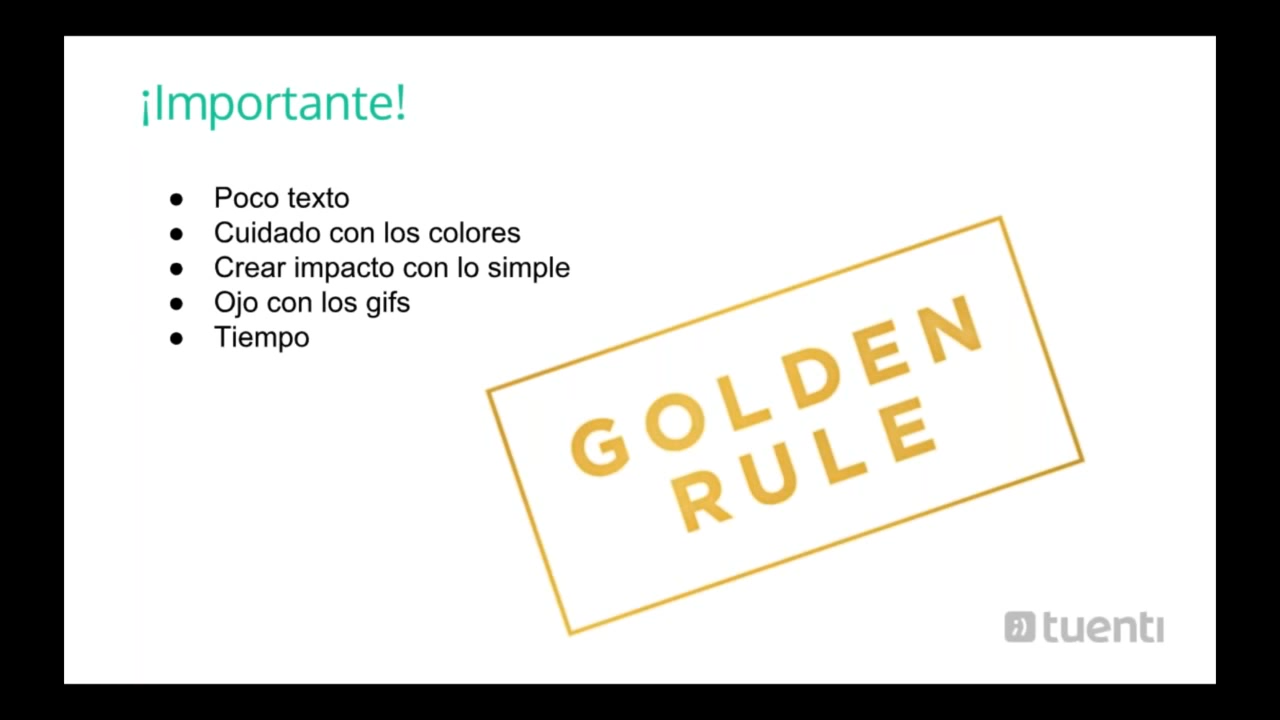 ¡Importante!
● Poco texto
● Cuidado con los colores
● Crear impacto con lo simple
● Ojo con los gifs
● Tiempo
GOLDEN
RULE
;) tuenti